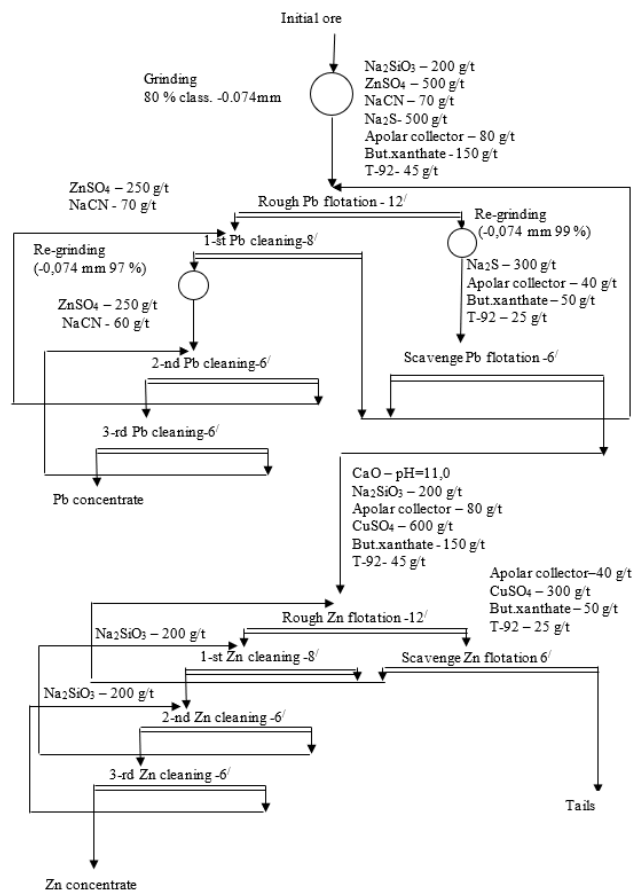 Initial ore
Grinding
80 % class. -0.074mm
Na₂SiO₃ – 200 g/t
ZnSO₄ – 500 g/t
NaCN – 70 g/t
Na₂S- 500 g/t
Apolar collector – 80 g/t
But.xanthate - 150 g/t
T-92- 45 g/t
ZnSO₄ – 250 g/t
NaCN - 70 g/t
Rough Pb flotation - 12/
Re-grinding
(-0,074 mm 99 %)
1-st Pb cleaning-8/
Re-grinding
(-0,074 mm 97 %)
Na₂S – 300 g/t
Apolar collector – 40 g/t
But.xanthate – 50 g/t
T-92 – 25 g/t
ZnSO₄ – 250 g/t
NaCN – 60 g/t
2-nd Pb cleaning-6/
Scavenge Pb flotation -6/
3-rd Pb cleaning-6/
Pb concentrate
CaO – pH=11,0
Na₂SiO₃ – 200 g/t
Apolar collector – 80 g/t
CuSO₄ – 600 g/t
But.xanthate - 150 g/t
T-92- 45 g/t
Apolar collector–40 g/t
CuSO₄ – 300 g/t
But.xanthate – 50 g/t
T-92 – 25 g/t
Rough Zn flotation -12/
Na₂SiO₃ – 200 g/t
1-st Zn cleaning -8/
Scavenge Zn flotation 6/
Na₂SiO₃ – 200 g/t
2-nd Zn cleaning -6/
3-rd Zn cleaning -6/
Tails
Zn concentrate